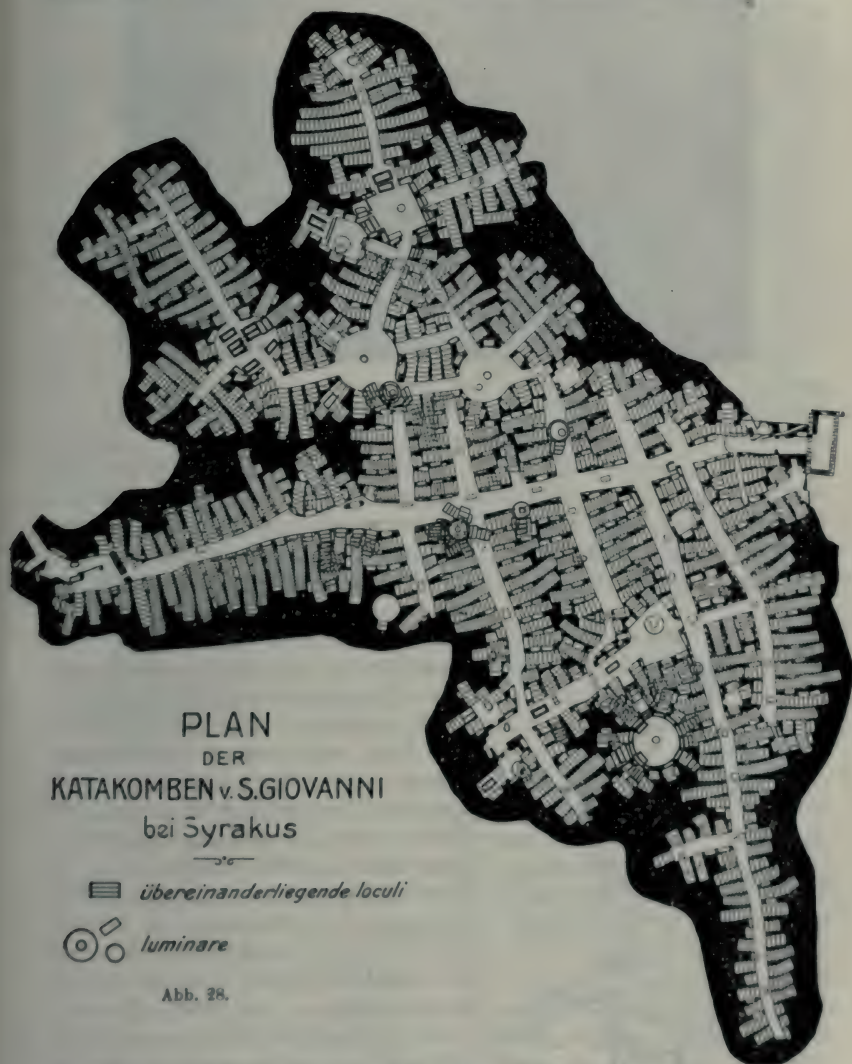 PLAN
DER
KATAKOMBEN v. S. GIOVANNI
bei Syrakus
übereinanderliegende loculi
luminare
Abb. 28.